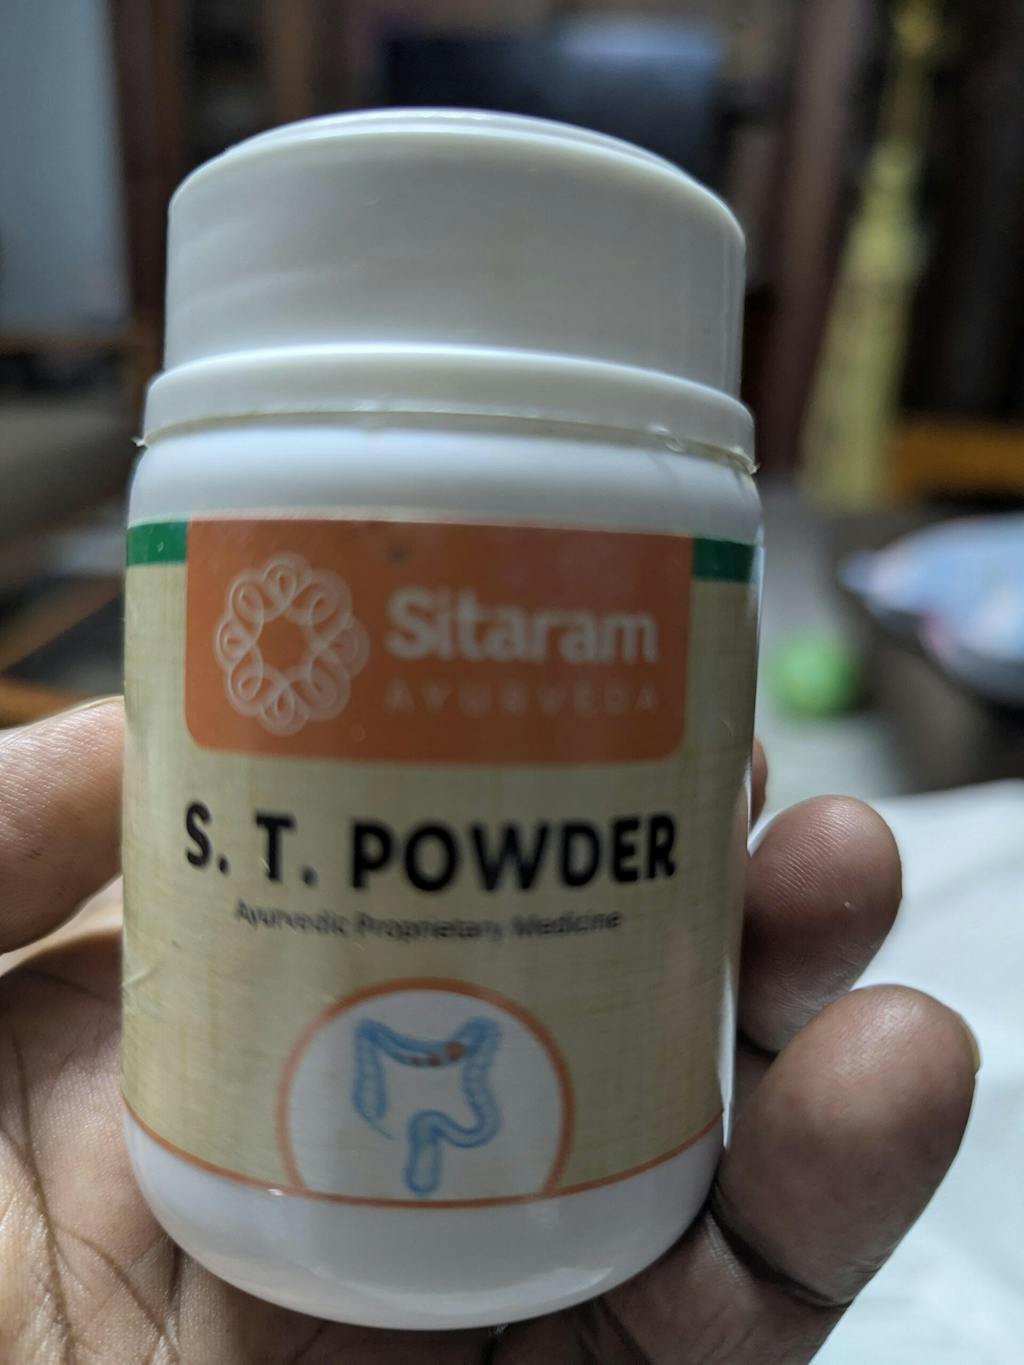 Sitaram
AYURVEDA
S. T. POWDER
Ayurvedic Proprietary Medicine